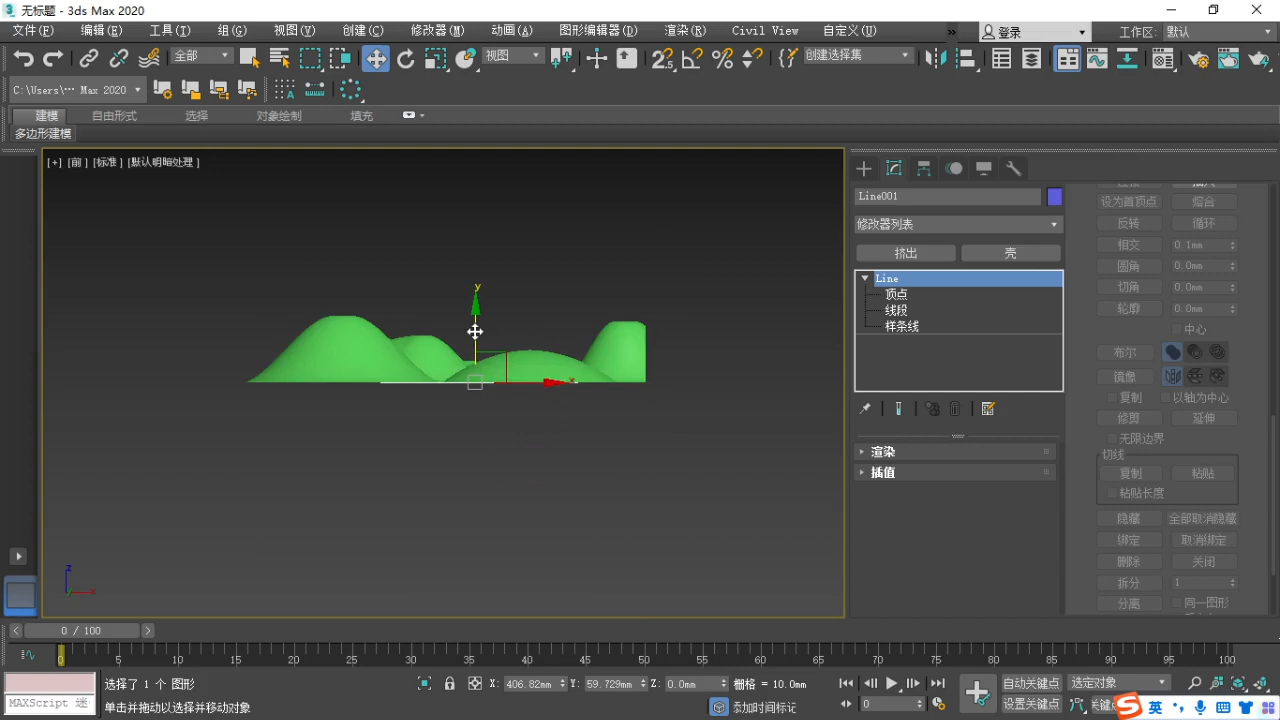 无标题 - 3ds Max 2020
文件(F) 编辑(E) 工具(T) 组(G) 视图(V) 创建(C) 修改器(M) 动画(A) 图形编辑器(D) 渲染(R) Civil View 自定义(U) » 登录 工作区: 默认
全部 视图 创建选择集
C:\Users\··· Max 2020
建模 自由形式 选择 对象绘制 填充
多边形建模
[+] [前] [标准] [默认明暗处理]
Line001
修改器列表
挤出 壳
Line
顶点
线段
样条线
渲染
插值
设为首顶点 熔合
反转 循环
相交 0.1mm
圆角 0.0mm
切角 0.0mm
轮廓 0.0mm
中心
布尔
镜像
复制 以轴为中心
修剪 延伸
无限边界
切线
复制 粘贴
粘贴长度
隐藏 全部取消隐藏
绑定 取消绑定
删除 关闭
拆分 1
分离 同一图形
y
x
z
x
0 / 100
0 5 10 15 20 25 30 35 40 45 50 55 60 65 70 75 80 85 90 95 100
选择了 1 个 图形 X: 406.82mm Y: 59.729mm Z: 0.0mm 栅格 = 10.0mm 自动关键点 选定对象
MAXScript 迷 单击并拖动以选择并移动对象 添加时间标记 0 设置关键点 关键点
英